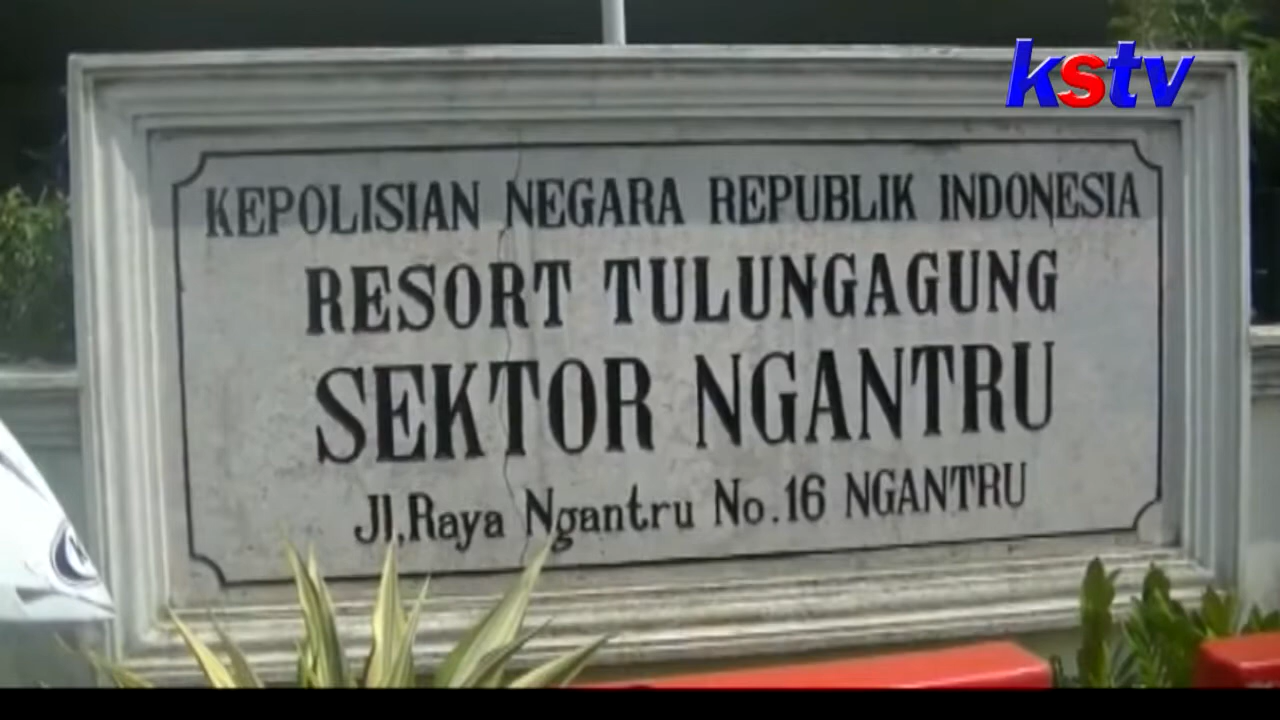 kstv
KEPOLISIAN NEGARA REPUBLIK INDONESIA
RESORT TULUNGAGUNG
SEKTOR NGANTRU
Jl.Raya Ngantru No.16 NGANTRU